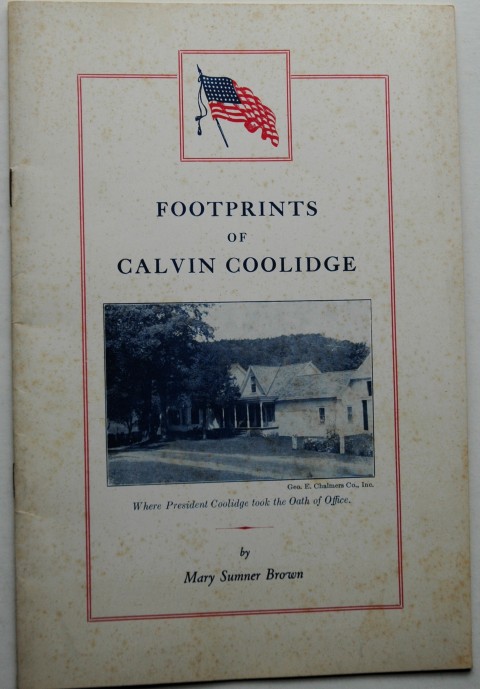 FOOTPRINTS
OF
CALVIN COOLIDGE
Geo. E. Chalmers Co., Inc.
Where President Coolidge took the Oath of Office.
by
Mary Sumner Brown